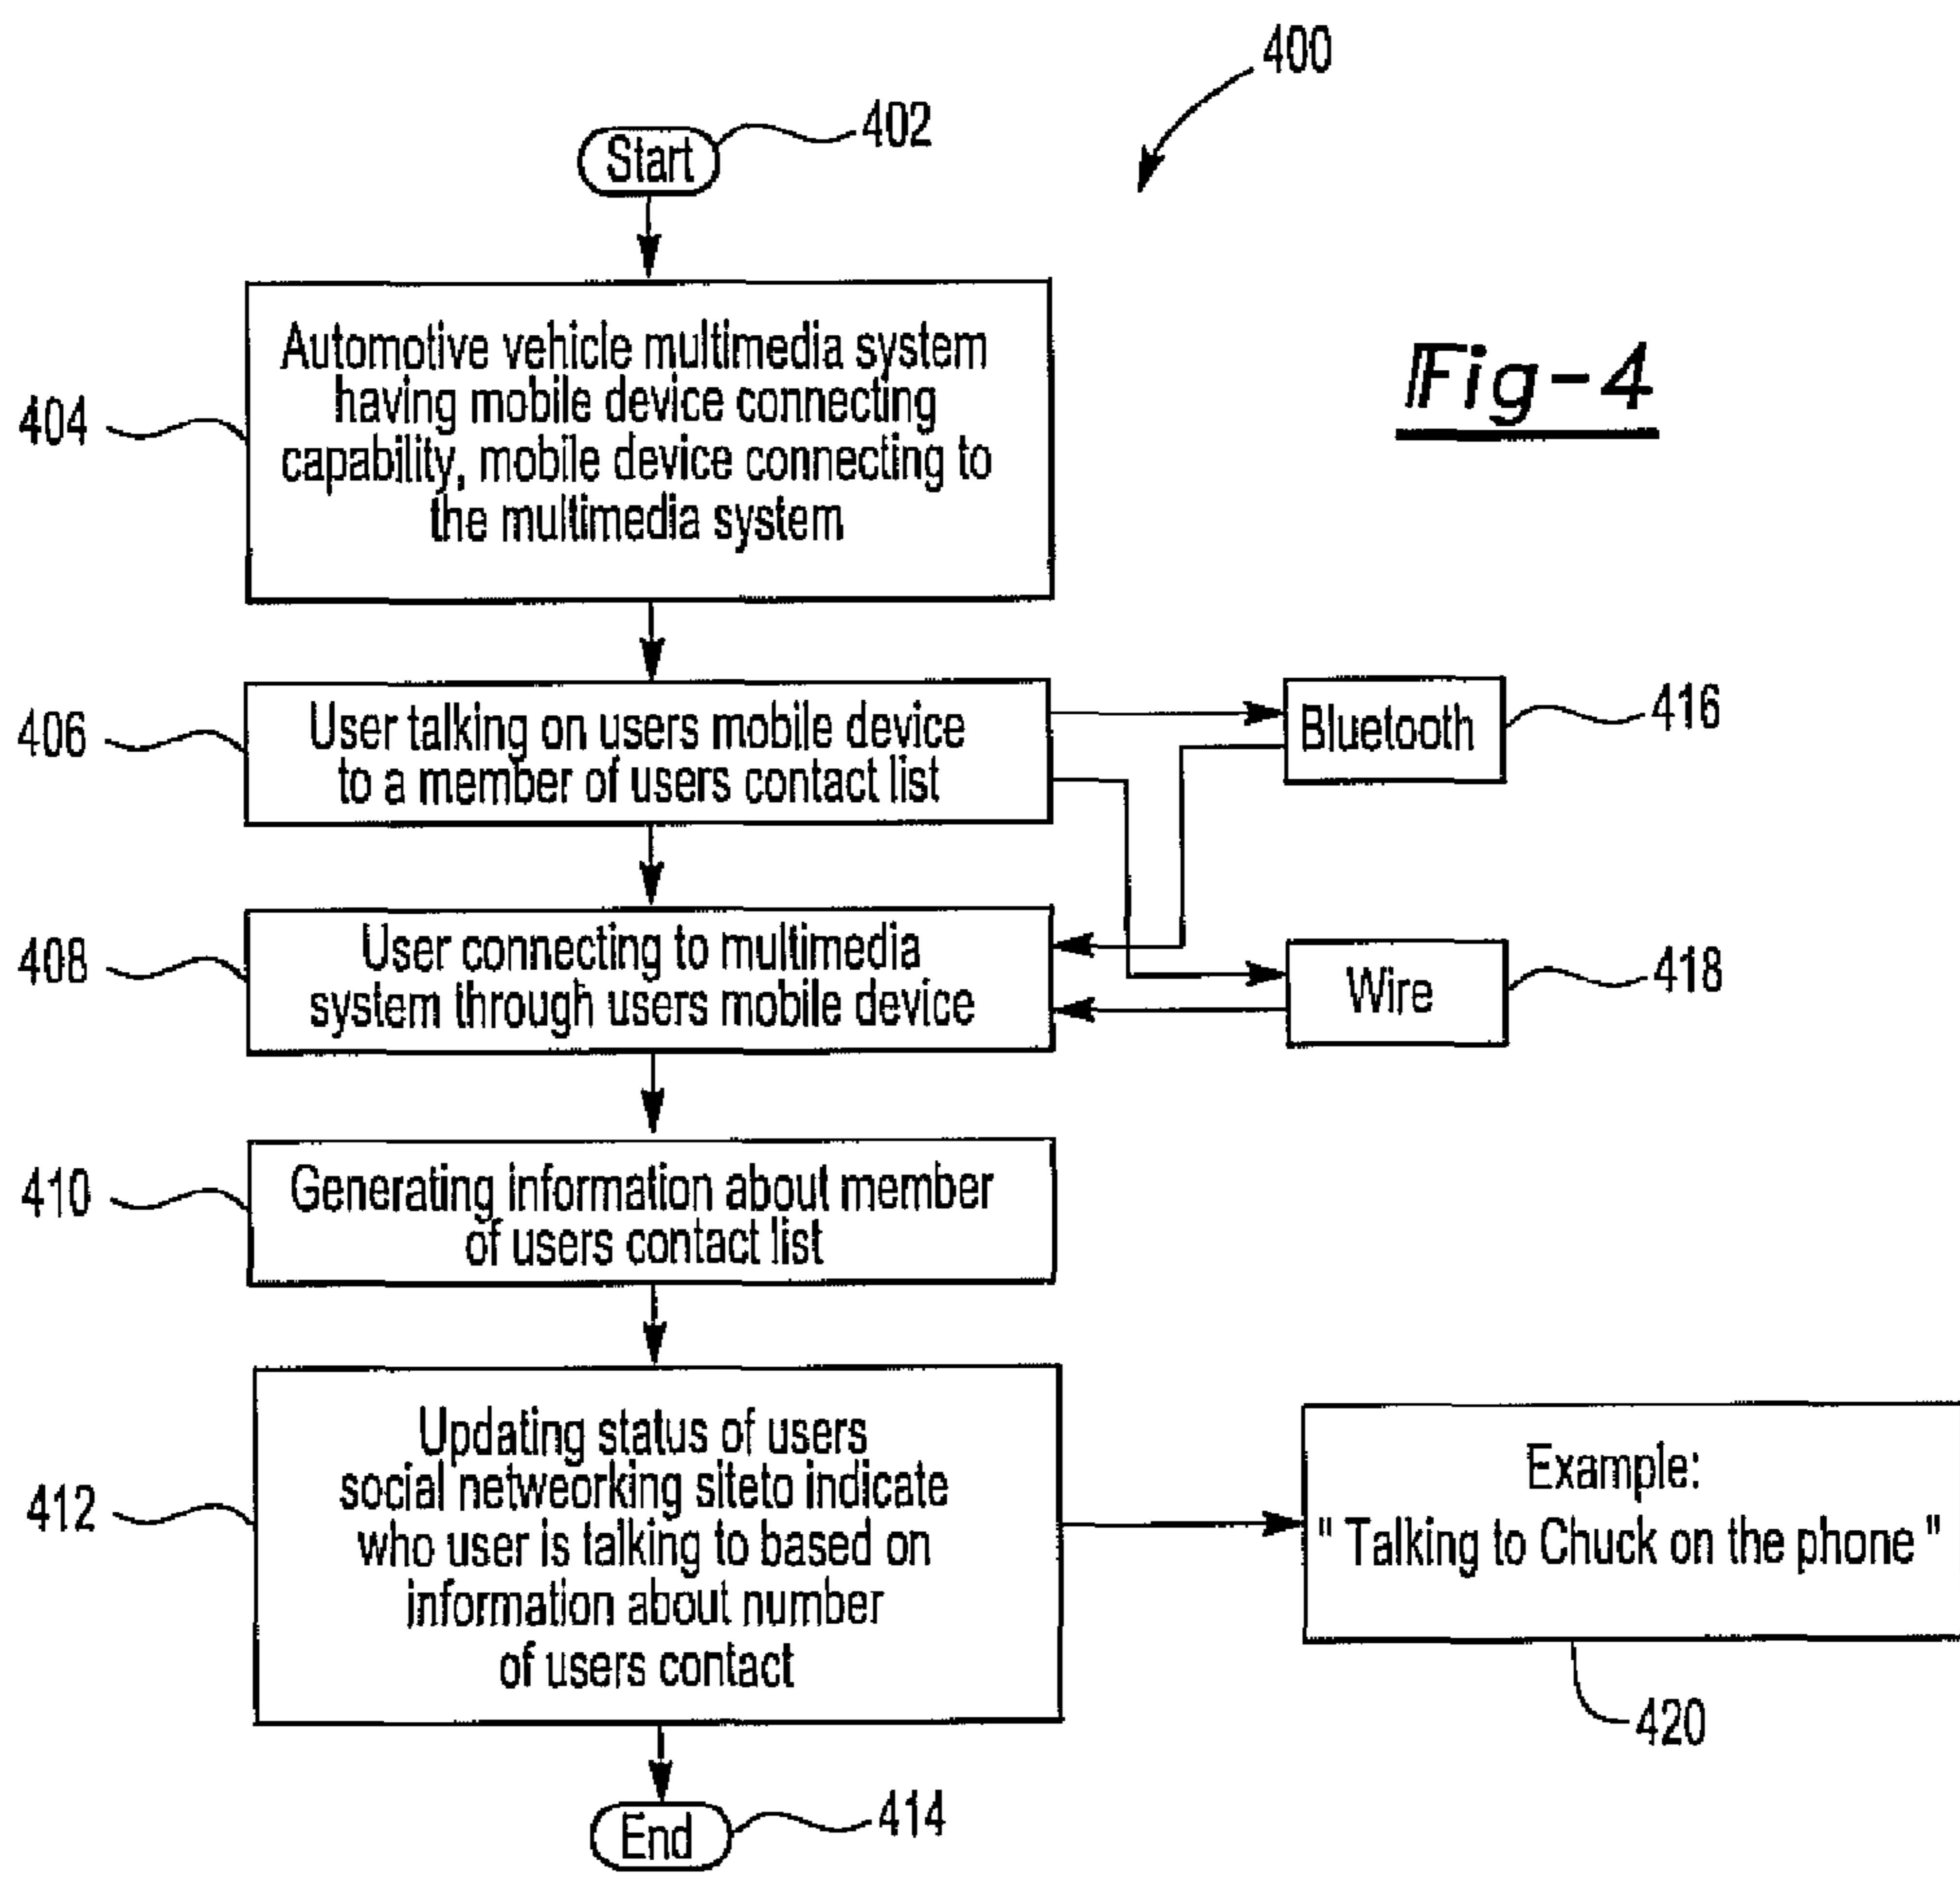 400
402
Start
Automotive vehicle multimedia system
having mobile device connecting
capability, mobile device connecting to
the multimedia system
404
Fig-4
406
User talking on users mobile device
to a member of users contact list
Bluetooth
416
408
User connecting to multimedia
system through users mobile device
Wire
418
410
Generating information about member
of users contact list
412
Updating status of users
social netweorking siteto indicate
who user is talking to based on
information about number
of users contact
Example:
" Talking to Chuck on the phone "
420
End
414